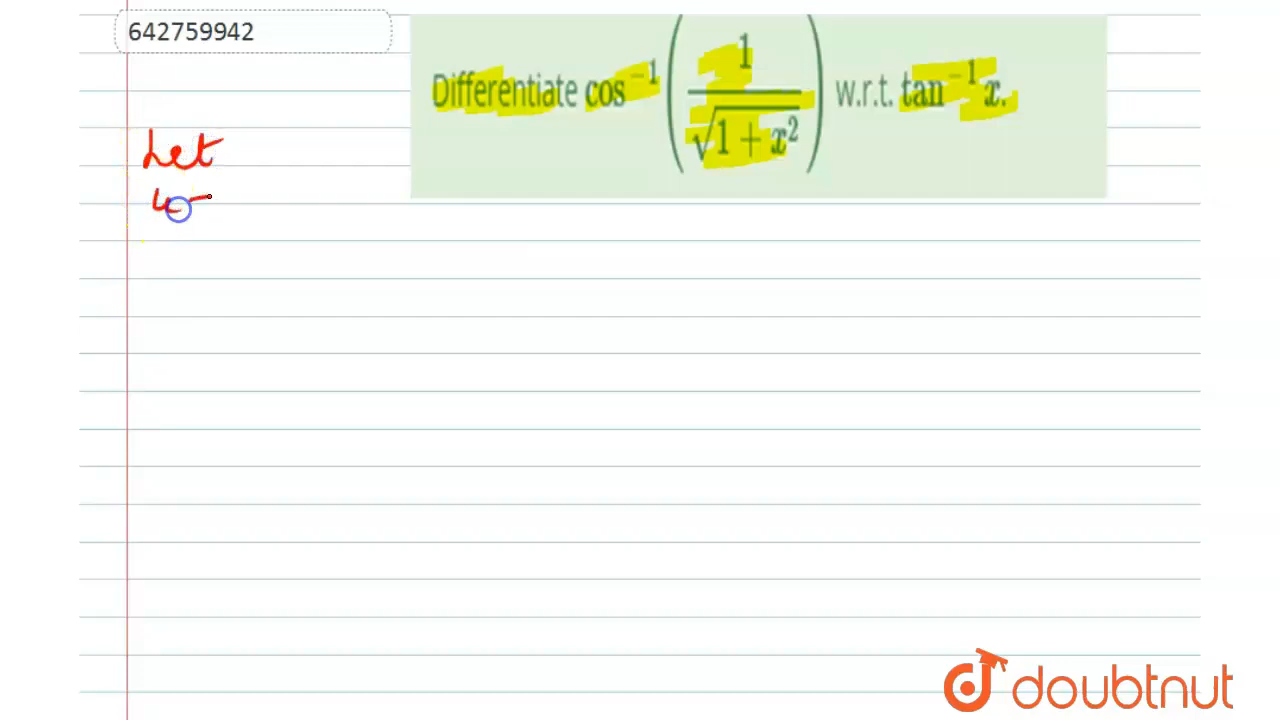 642759942
Differentiate cos⁻¹(1/√(1 + x²)) w.r.t. tan⁻¹ x.
Let
doubtnut